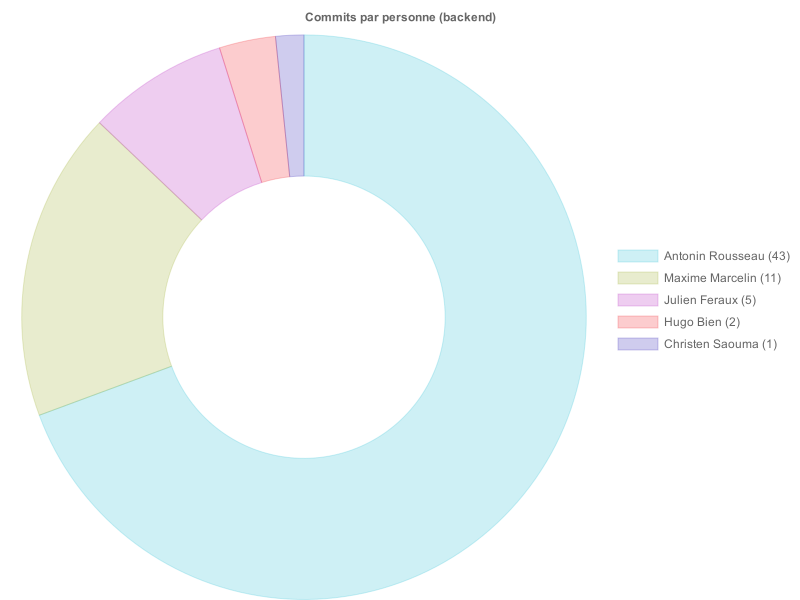 Commits par personne (backend)
Antonin Rousseau (43)
Maxime Marcelin (11)
Julien Feraux (5)
Hugo Bien (2)
Christen Saouma (1)